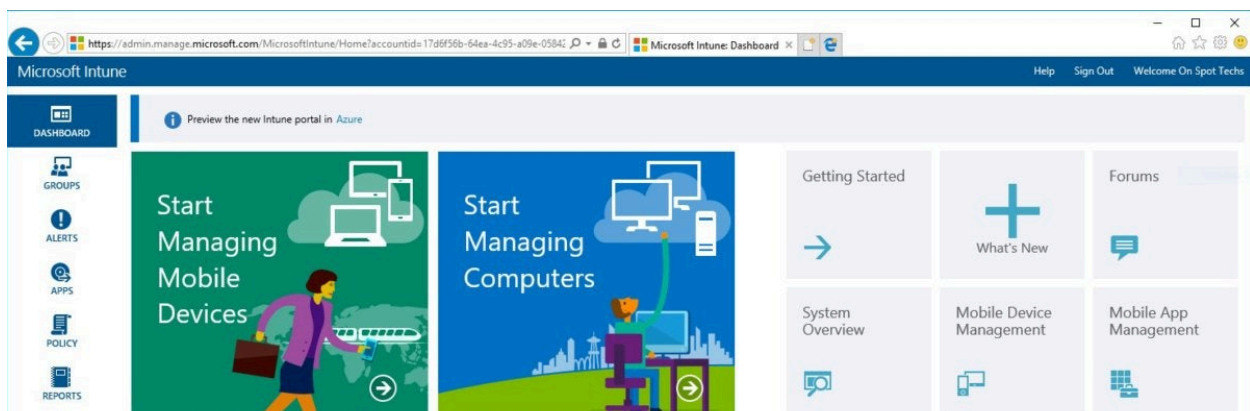 https://admin.manage.microsoft.com/MicrosoftIntune/Home?accountid=17d6f56b-64ea-4c95-a09e-05842
Microsoft Intune: Dashboard
Microsoft Intune
Help
Sign Out
Welcome On Spot Techs
DASHBOARD
GROUPS
ALERTS
APPS
POLICY
REPORTS
Preview the new Intune portal in Azure
Start
Managing
Mobile
Devices
Start
Managing
Computers
Getting Started
What's New
Forums
System
Overview
Mobile Device
Management
Mobile App
Management